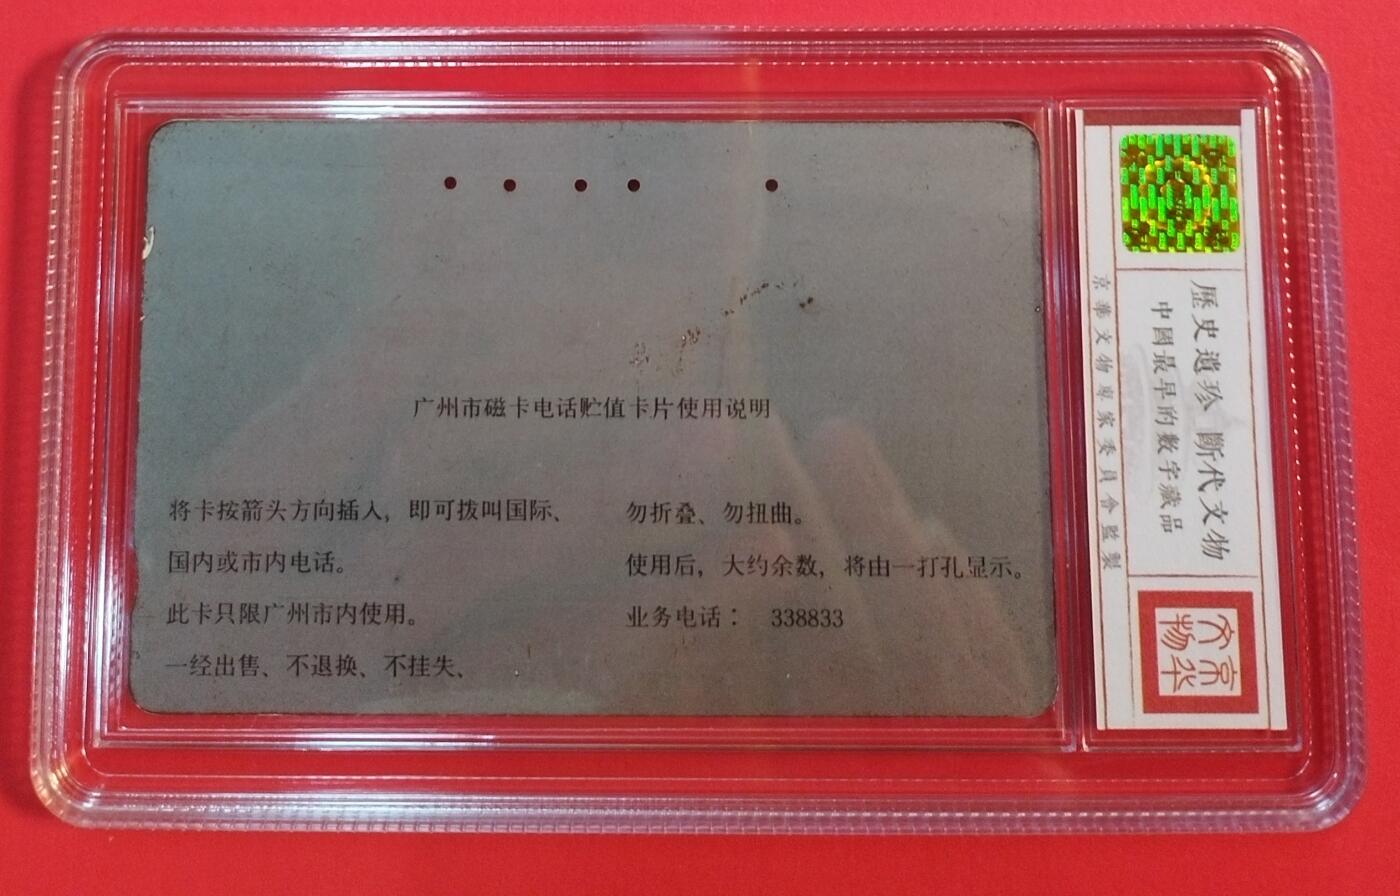 广州市磁卡电话贮值卡片使用说明
将卡按箭头方向插入，即可拨叫国际、
国内或市内电话。
此卡只限广州市内使用。
一经出售、不退换、不挂失、
勿折叠、勿扭曲。
使用后，大约余数，将由一打孔显示。
业务电话： 338833
歷史遺珍 斷代文物
中國最早的數字藏品
京華文物專家委員會監製
京华
文物